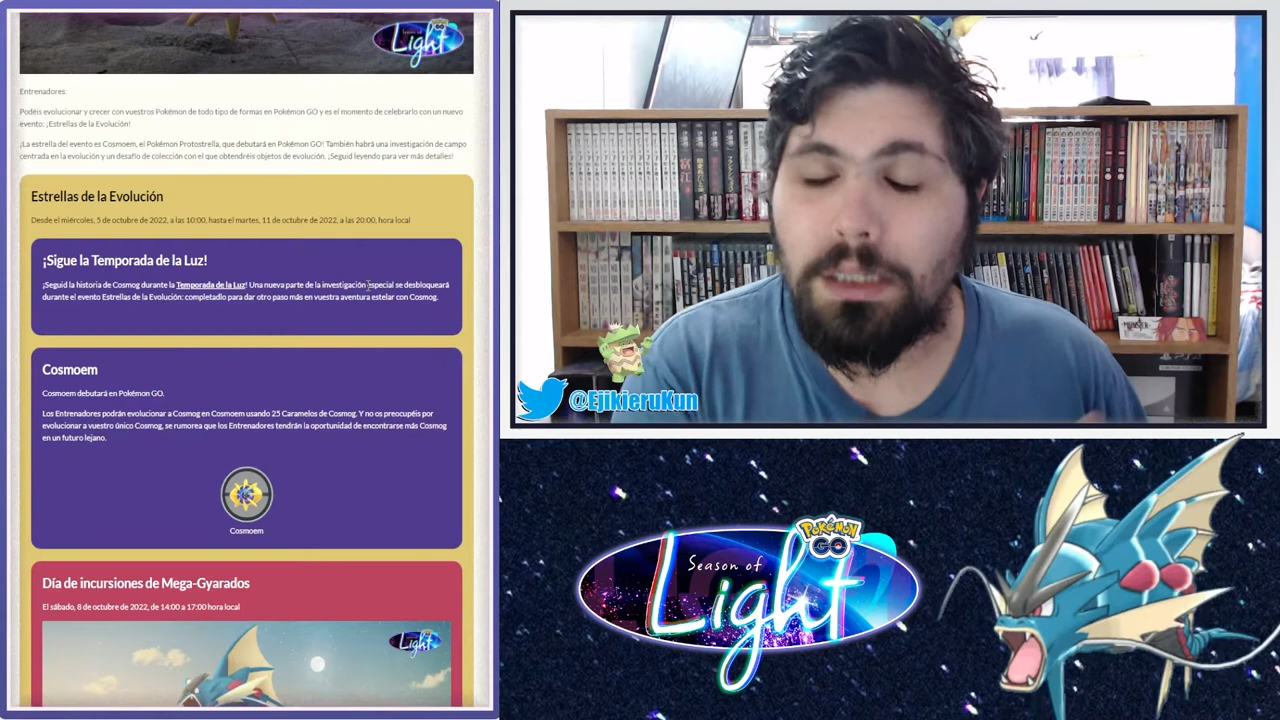 Season of
Light
Entrenadores:
Podéis evolucionar y crecer con vuestros Pokémon de todo tipo de formas en Pokémon GO y es el momento de celebrarlo con un nuevo
evento: ¡Estrellas de la Evolución!
¡La estrella del evento es Cosmoem, el Pokémon Protostrella, que debutará en Pokémon GO! También habrá una investigación de campo
centrada en la evolución y un desafío de colección con el que obtendréis objetos de evolución. ¡Seguid leyendo para ver más detalles!
Estrellas de la Evolución
Desde el miércoles, 5 de octubre de 2022, a las 10:00, hasta el martes, 11 de octubre de 2022, a las 20:00, hora local
¡Sigue la Temporada de la Luz!
¡Seguid la historia de Cosmog durante la Temporada de la Luz! Una nueva parte de la investigación especial se desbloqueará
durante el evento Estrellas de la Evolución: completadlo para dar otro paso más en vuestra aventura estelar con Cosmog.
Cosmoem
Cosmoem debutará en Pokémon GO.
Los Entrenadores podrán evolucionar a Cosmog en Cosmoem usando 25 Caramelos de Cosmog. Y no os preocupéis por
evolucionar a vuestro único Cosmog, se rumorea que los Entrenadores tendrán la oportunidad de encontrarse más Cosmog
en un futuro lejano.
Cosmoem
Día de incursiones de Mega-Gyarados
El sábado, 8 de octubre de 2022, de 14:00 a 17:00 hora local
Light
@EjikieruKun
POKÉMON
GO
Season of
Light